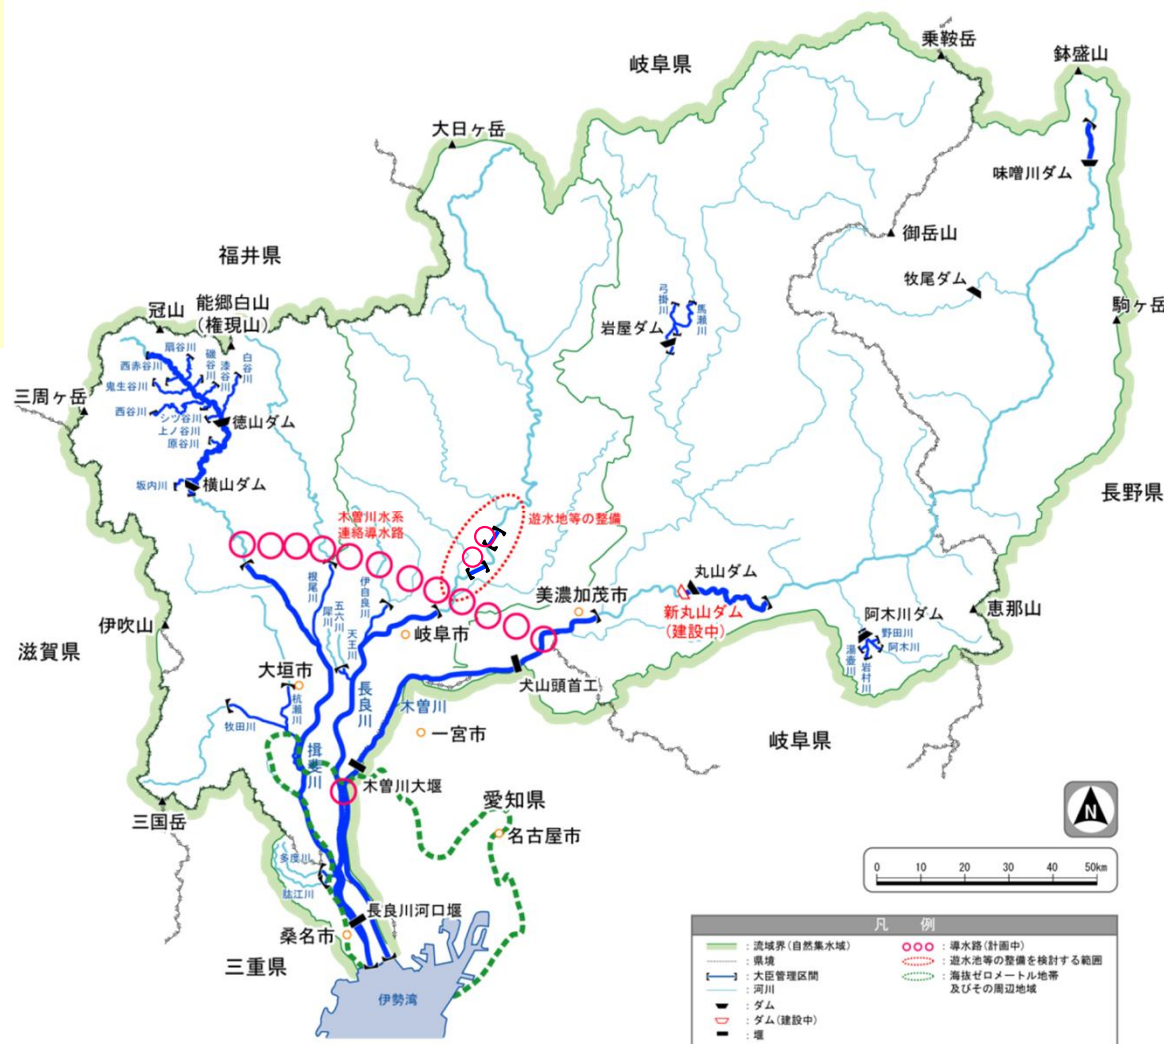 乗鞍岳
鉢盛山
岐阜県
大日ヶ岳
味噌川ダム
御岳山
福井県
牧尾ダム
能郷白山
(権現山)
冠山
駒ヶ岳
弓掛川
馬瀬川
岩屋ダム
扇谷川
磯谷川
漆谷川
白谷川
西赤谷川
鬼生谷川
三周ヶ岳
西谷川
シツ谷川
徳山ダム
上ノ谷川
原谷川
坂内川
横山ダム
長野県
木曽川水系
連絡導水路
遊水地等の整備
丸山ダム
美濃加茂市
新丸山ダム
(建設中)
阿木川ダム
恵那山
野田川
阿木川
湯壺川
岩村川
根尾川
伊自良川
五六川
犀川
天王川
岐阜市
伊吹山
滋賀県
大垣市
杭瀬川
長良川
犬山頭首工
木曽川
牧田川
一宮市
岐阜県
揖斐川
木曽川大堰
愛知県
三国岳
名古屋市
N
0 10 20 30 40 50km
多度川
肱江川
長良川河口堰
桑名市
三重県
伊勢湾
凡 例
：流域界(自然集水域)
：県境
：大臣管理区間
：河川
：ダム
：ダム(建設中)
：堰
：導水路(計画中)
：遊水池等の整備を検討する範囲
：海抜ゼロメートル地帯
及びその周辺地域